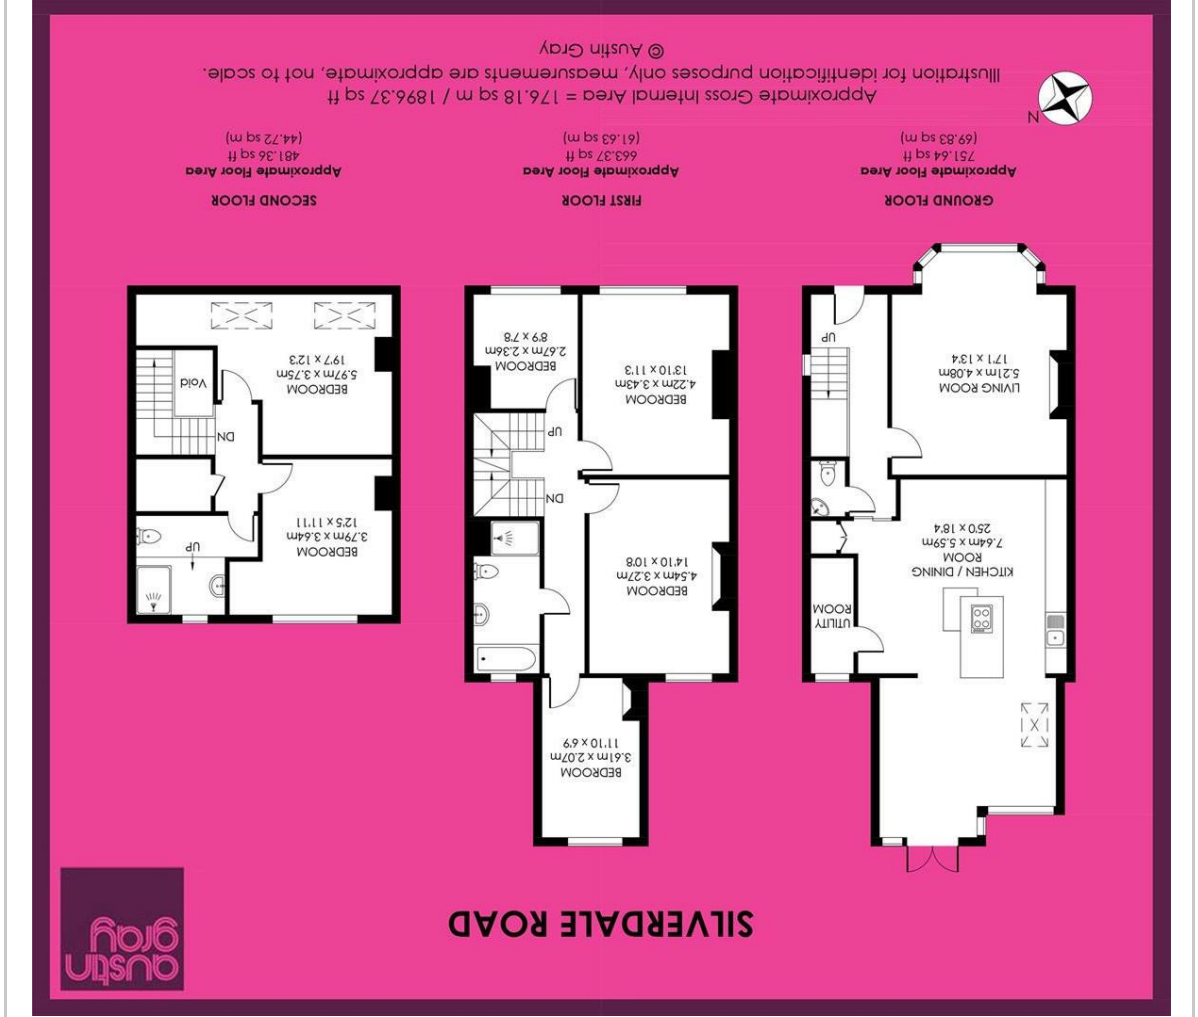 SILVERDALE ROAD
austin
gray
UTILITY
ROOM
KITCHEN / DINING
ROOM
7.64m x 5.59m
25'0 x 18'4
LIVING ROOM
5.21m x 4.08m
17'1 x 13'4
UP
GROUND FLOOR
Approximate Floor Area
751.64 sq ft
(69.83 sq m)
BEDROOM
3.61m x 2.07m
11'10 x 6'9
BEDROOM
4.54m x 3.27m
14'10 x 10'8
DN
UP
BEDROOM
4.22m x 3.43m
13'10 x 11'3
BEDROOM
2.67m x 2.36m
8'9 x 7'8
FIRST FLOOR
Approximate Floor Area
663.37 sq ft
(61.63 sq m)
BEDROOM
3.79m x 3.64m
12'5 x 11'11
UP
DN
Void
BEDROOM
5.97m x 3.75m
19'7 x 12'3
SECOND FLOOR
Approximate Floor Area
481.36 sq ft
(44.72 sq m)
N
Approximate Gross Internal Area = 176.18 sq m / 1896.37 sq ft
Illustration for identification purposes only, measurements are approximate, not to scale.
© Austin Gray